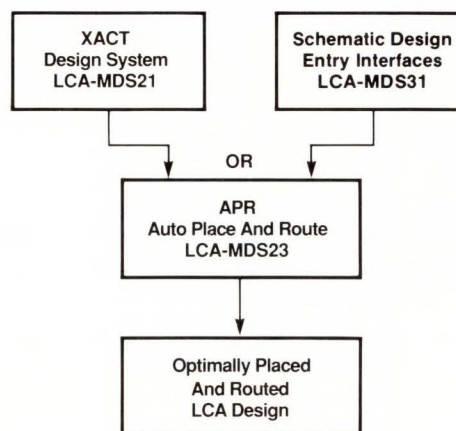 XACT
Design System
LCA-MDS21
Schematic Design
Entry Interfaces
LCA-MDS31
OR
APR
Auto Place And Route
LCA-MDS23
Optimally Placed
And Routed
LCA Design